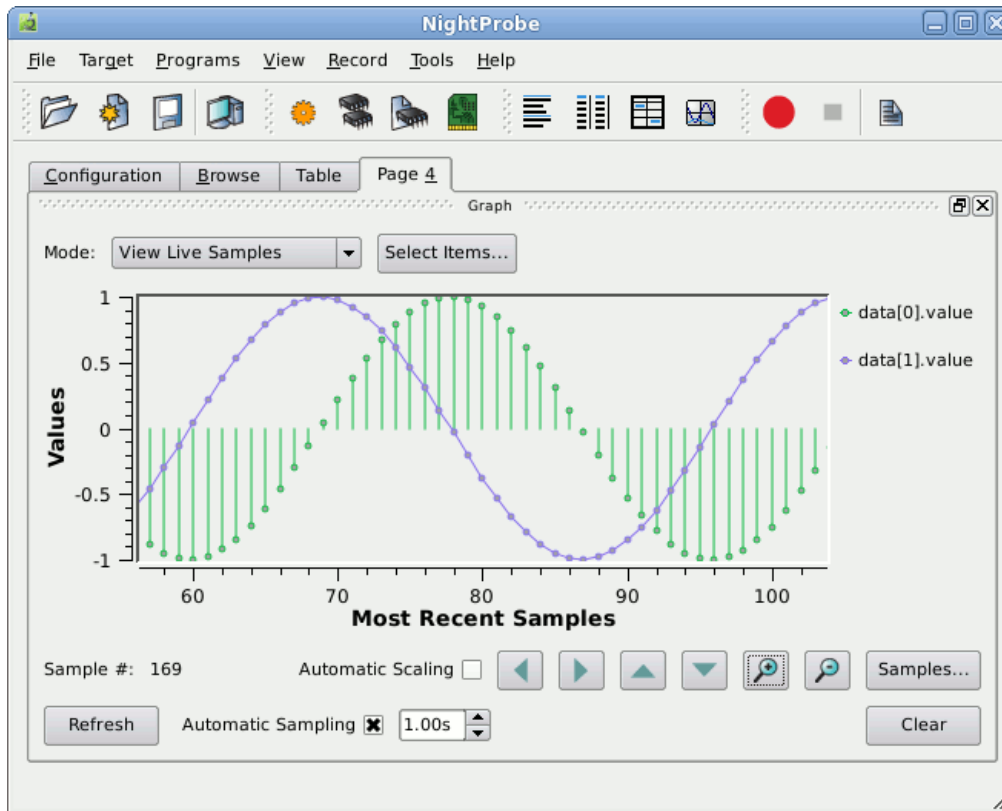 NightProbe
File Target Programs View Record Tools Help
Configuration Browse Table Page 4
Graph
Mode: View Live Samples Select Items...
1
0.5
0
-0.5
-1
Values
data[0].value
data[1].value
60 70 80 90 100
Most Recent Samples
Sample #: 169 Automatic Scaling Samples...
Refresh Automatic Sampling 1.00s Clear